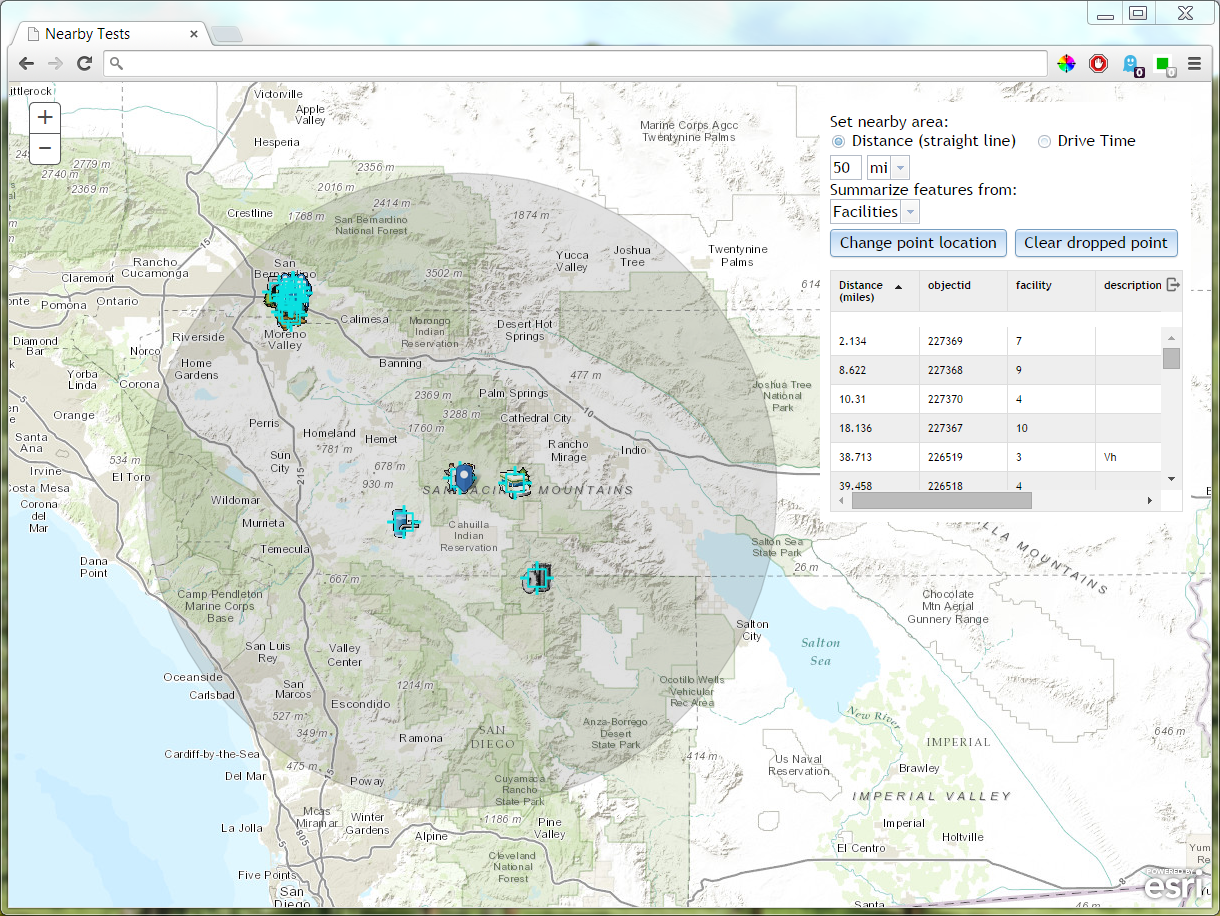 Nearby Tests
0
0
Set nearby area:
Distance (straight line)
Drive Time
50
mi
Summarize features from:
Facilities
Change point location
Clear dropped point
Distance (miles) objectid facility description
2.134 227369 7
8.622 227368 9
10.31 227370 4
18.136 227367 10
38.713 226519 3 Vh
39.458 226518 4
+
−
ittlerock
Victorville
Apple Valley
Hesperia
Marine Corps Agcc
Twentynine Palms
2779 m
2740 m
2369 m
2356 m
2016 m
2414 m
Crestline
1768 m
San Bernardino
National Forest
1874 m
15
Rancho
Cucamonga
Claremont
San
Bernardino
3502 m
Yucca
Valley
Joshua
Tree
Twentynine
Palms
614
Pomona
Ontario
Riverside
Calimesa
Morongo
Indian
Reservation
Desert Hot
Springs
Moreno
Valley
Diamond
Bar
Norco
Home
Gardens
Banning
477 m
Yorba
Linda
Corona
2369 m
Palm Springs
Joshua Tree
National
Park
Orange
3288 m
1760 m
Cathedral City
10
Perris
Homeland
Hemet
Santa
Ana
781 m
Rancho
Mirage
Indio
534 m
Sun
City
678 m
930 m
Irvine
El Toro
215
Costa Mesa
Corona
del
Mar
Wildomar
Murrieta
Cahuilla
Indian
Reservation
Temecula
Salton Sea
State Park
26 m
Dana
Point
667 m
Camp Pendleton
Marine Corps
Base
Chocolate
Mtn Aerial
Gunnery Range
Salton
City
Salton
Sea
San Luis
Rey
Valley
Center
Oceanside
Carlsbad
San
Marcos
1214 m
Ocotillo Wells
Vehicular
Rec Area
Escondido
527 m
349 m
Ramona
SAN
DIEGO
Anza-Borrego
Desert
State Park
New River
IMPERIAL
646 m
Cardiff-by-the-Sea
414 m
Us Naval
Reservation
Brawley
475 m
15
Del Mar
Poway
Cuyamaca
Rancho
State Park
IMPERIAL VALLEY
Mcas
Miramar
Winter
Gardens
1186 m
Pine
Valley
Imperial
La Jolla
805
Alpine
Holtville
El Centro
Cleveland
National
Forest
5
Five Points
San
Diego
8
46 m
POWERED BY
esri